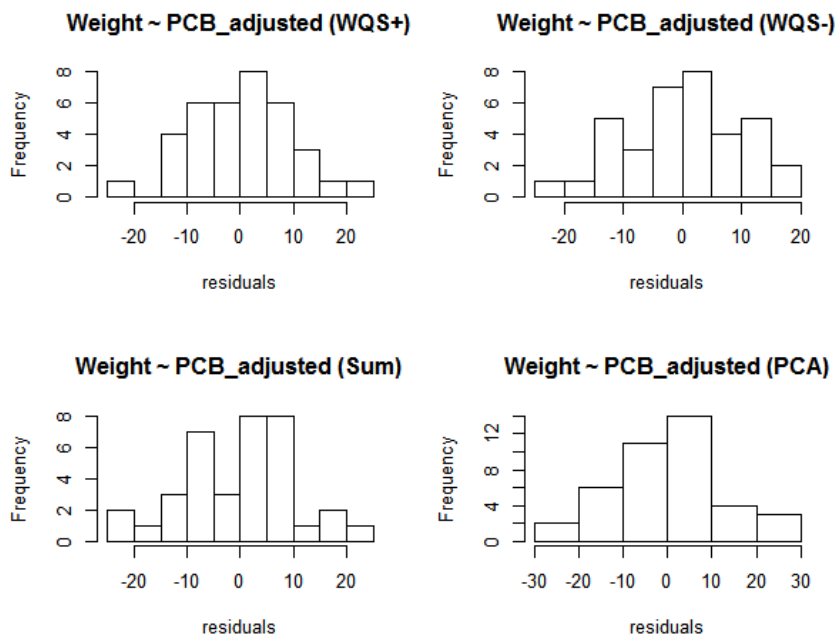 Weight ~ PCB_adjusted (WQS+)
Frequency
0 2 4 6 8
-20 -10 0 10 20
residuals
Weight ~ PCB_adjusted (WQS-)
Frequency
0 2 4 6 8
-20 -10 0 10 20
residuals
Weight ~ PCB_adjusted (Sum)
Frequency
0 2 4 6 8
-20 -10 0 10 20
residuals
Weight ~ PCB_adjusted (PCA)
Frequency
0 4 8 12
-30 -20 -10 0 10 20 30
residuals